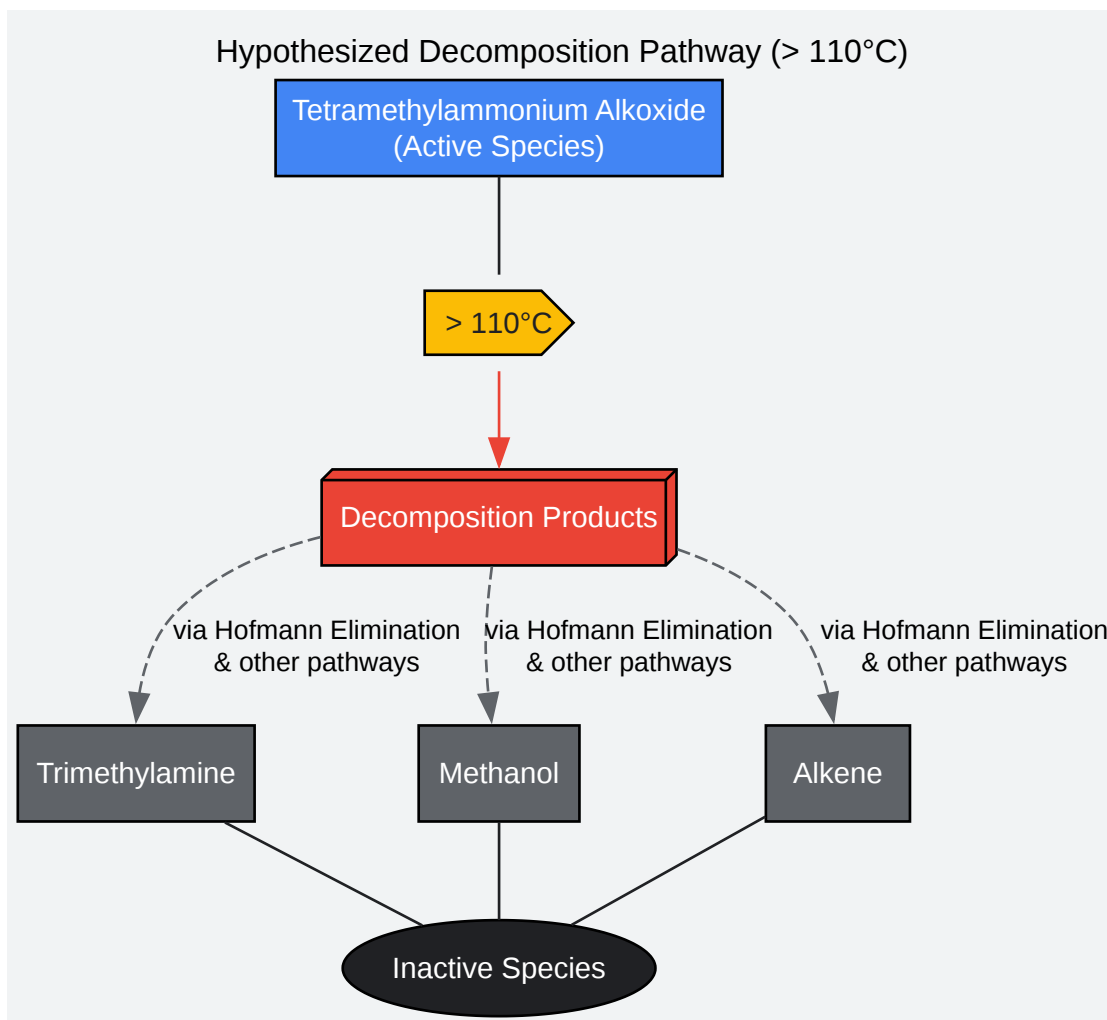 Hypothesized Decomposition Pathway (> 110°C)
Tetramethylammonium Alkoxide
(Active Species)
> 110°C
Decomposition Products
via Hofmann Elimination
& other pathways
via Hofmann Elimination
& other pathways
via Hofmann Elimination
& other pathways
Trimethylamine
Methanol
Alkene
Inactive Species